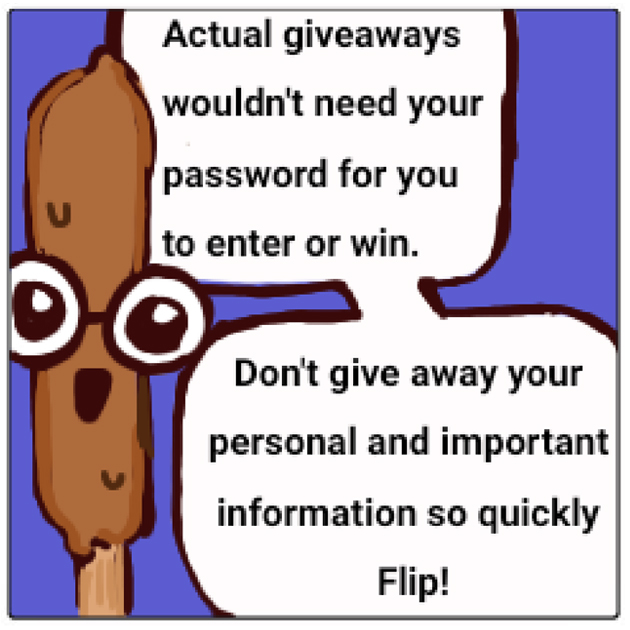 Actual giveaways
wouldn't need your
password for you
to enter or win.
Don't give away your
personal and important
information so quickly
Flip!